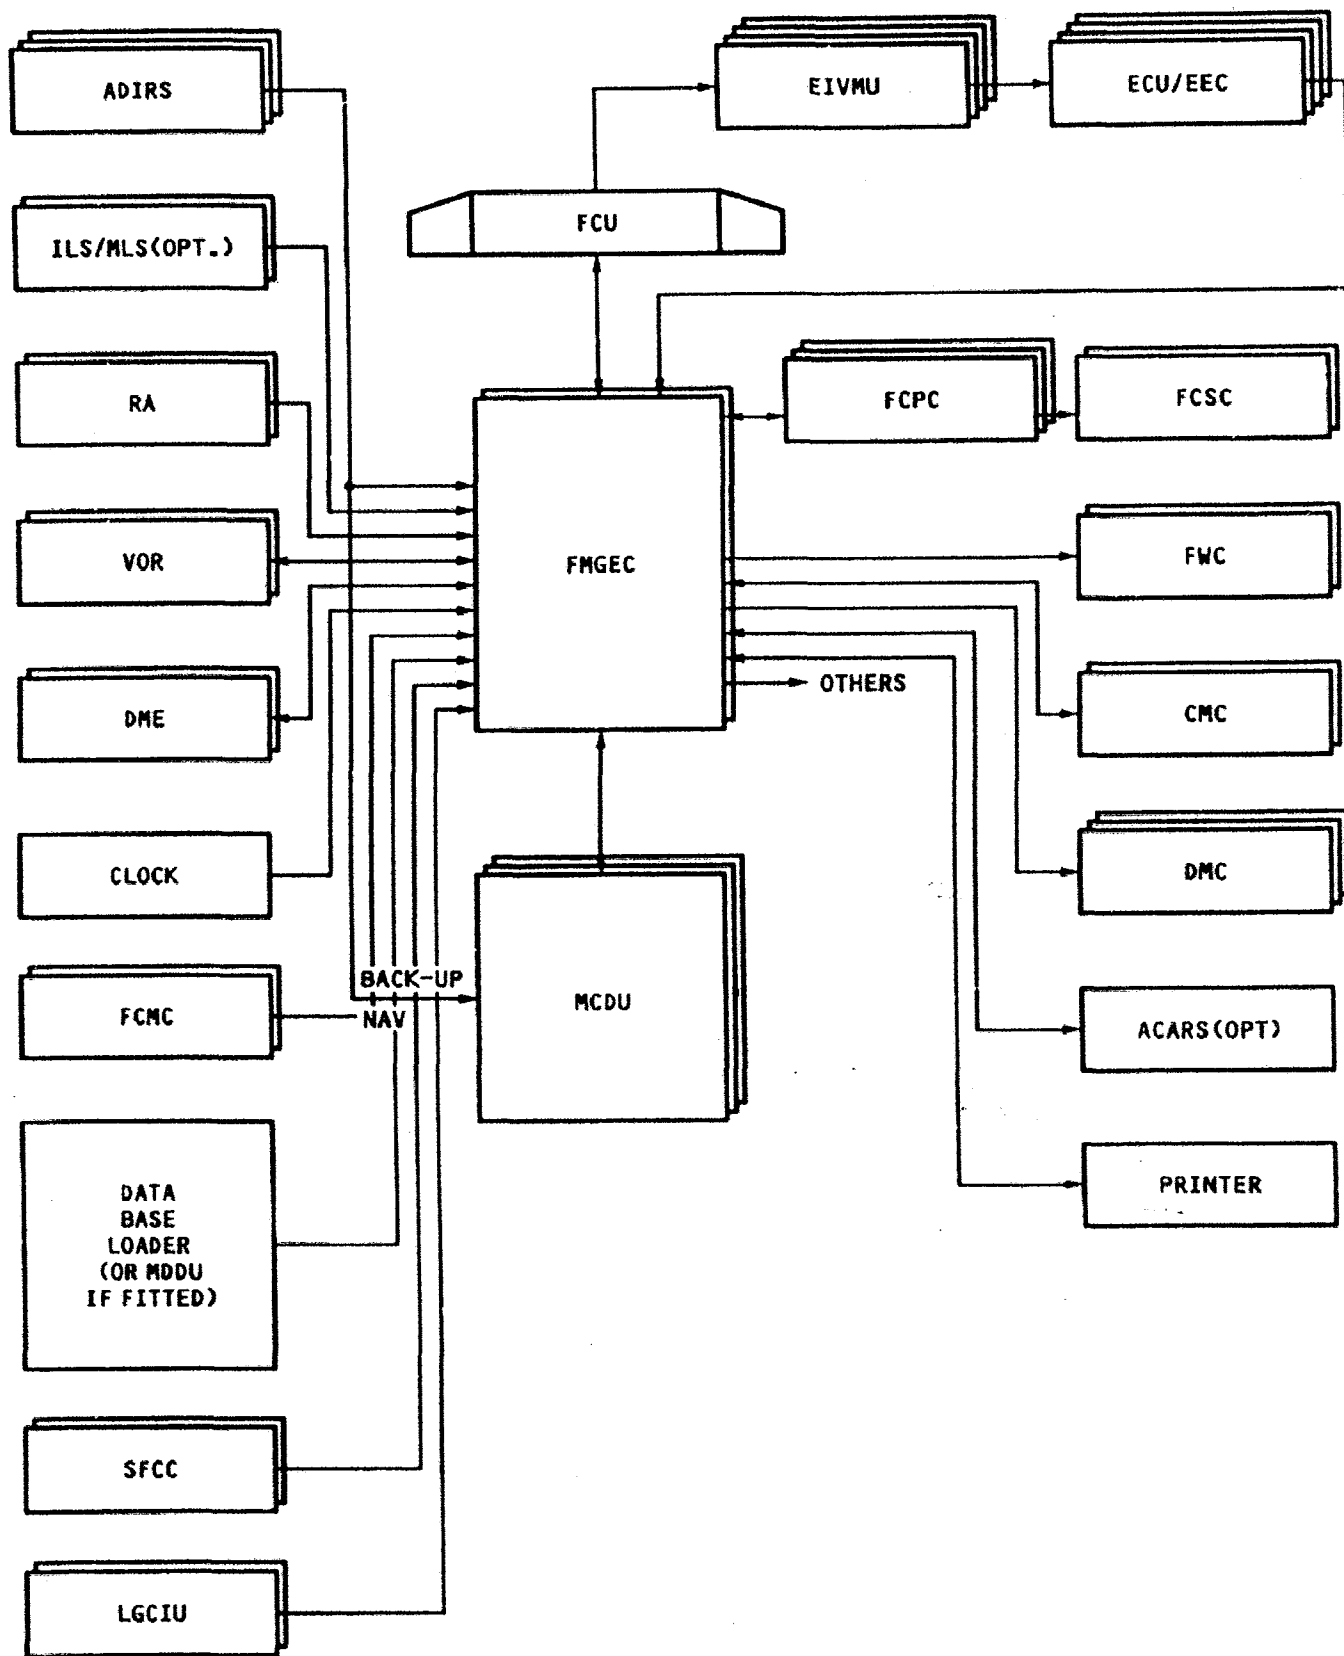 ADIRS
EIVMU
ECU/EEC
ILS/MLS(OPT.)
FCU
RA
FCPC
FCSC
VOR
FMGEC
FWC
DME
OTHERS
CMC
CLOCK
DMC
BACK-UP
NAV
FCMC
MCDU
ACARS(OPT)
DATA
BASE
LOADER
(OR MDDU
IF FITTED)
PRINTER
SFCC
LGCIU